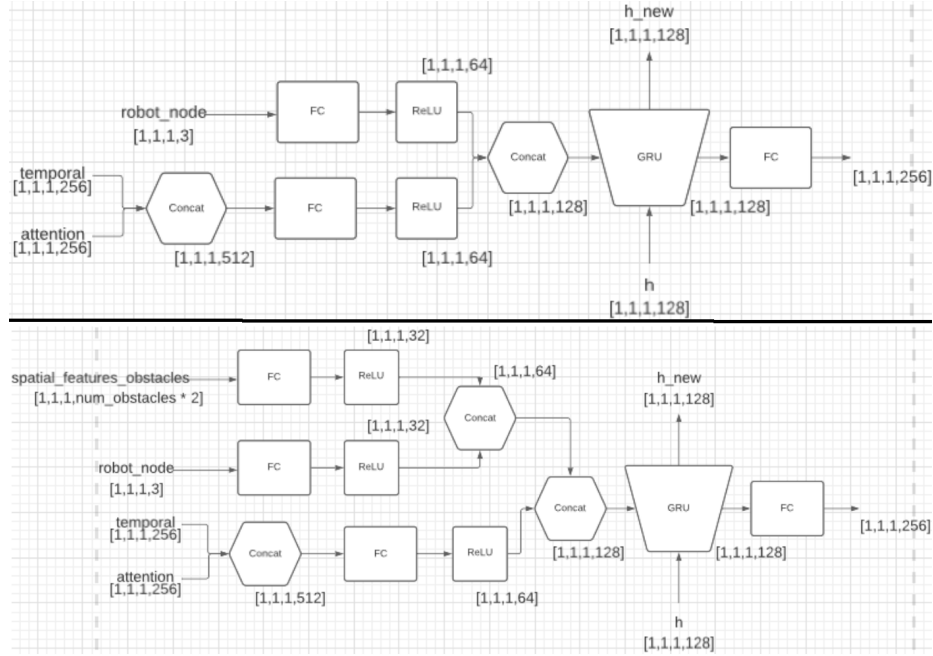 h_new
[1,1,1,128]
[1,1,1,64]
robot_node
[1,1,1,3]
FC
ReLU
Concat
GRU
FC
temporal
[1,1,1,256]
Concat
FC
ReLU
[1,1,1,256]
attention
[1,1,1,256]
[1,1,1,128]
[1,1,1,128]
[1,1,1,512]
[1,1,1,64]
h
[1,1,1,128]
[1,1,1,32]
spatial_features_obstacles
[1,1,1,num_obstacles * 2]
FC
ReLU
[1,1,1,64]
h_new
[1,1,1,128]
Concat
[1,1,1,32]
robot_node
[1,1,1,3]
FC
ReLU
temporal
[1,1,1,256]
Concat
GRU
FC
[1,1,1,256]
attention
[1,1,1,256]
Concat
FC
ReLU
[1,1,1,128]
[1,1,1,128]
[1,1,1,512]
[1,1,1,64]
h
[1,1,1,128]